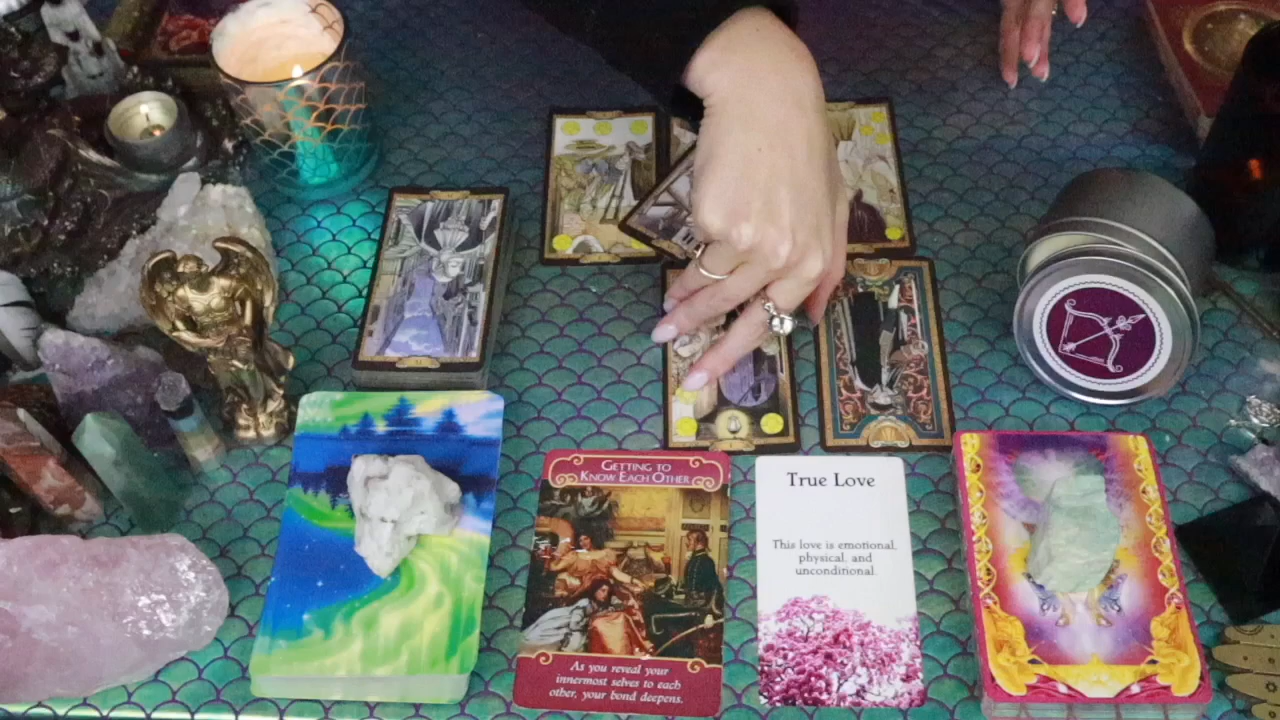 GETTING TO
KNOW EACH OTHER
As you reveal your
innermost selves to each
other, your bond deepens.
True Love
This love is emotional,
physical, and
unconditional.